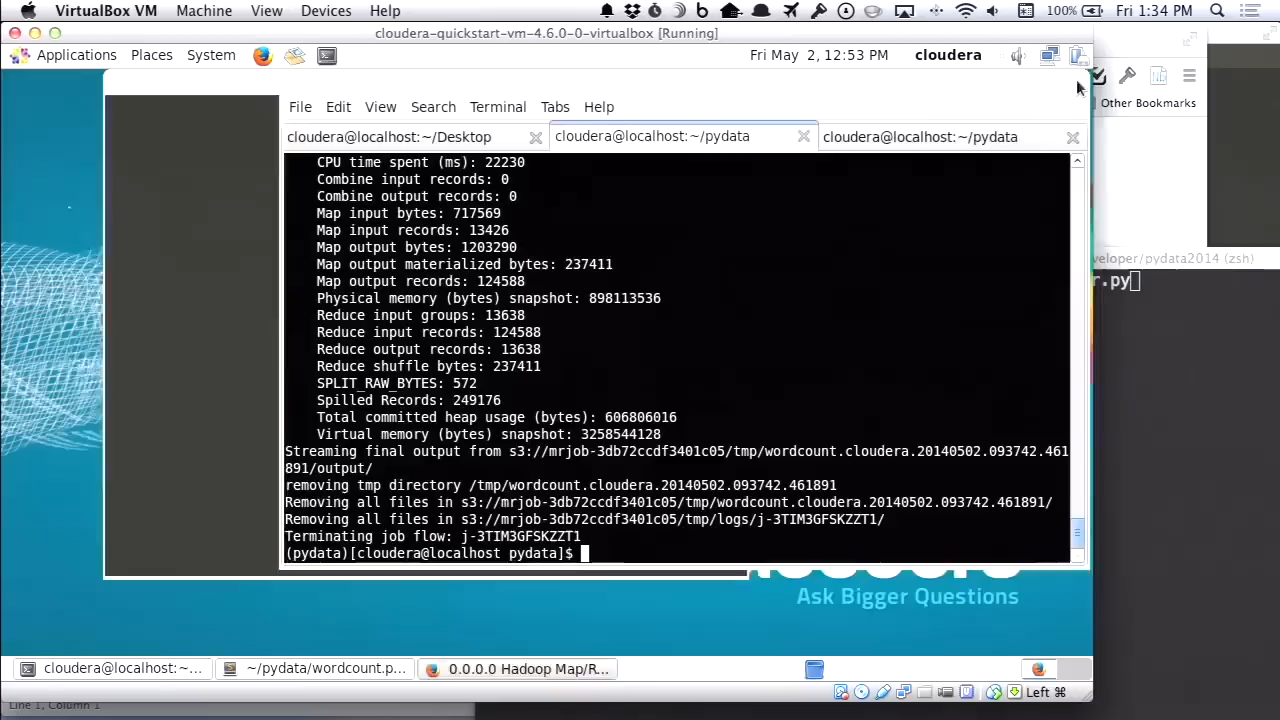 VirtualBox VM Machine View Devices Help 100% Fri 1:34 PM
cloudera-quickstart-vm-4.6.0-0-virtualbox [Running]
Applications Places System Fri May 2, 12:53 PM cloudera
Other Bookmarks
File Edit View Search Terminal Tabs Help
cloudera@localhost:~/Desktop cloudera@localhost:~/pydata cloudera@localhost:~/pydata
CPU time spent (ms): 22230
Combine input records: 0
Combine output records: 0
Map input bytes: 717569
Map input records: 13426
Map output bytes: 1203290
Map output materialized bytes: 237411
Map output records: 124588
Physical memory (bytes) snapshot: 898113536
Reduce input groups: 13638
Reduce input records: 124588
Reduce output records: 13638
Reduce shuffle bytes: 237411
SPLIT_RAW_BYTES: 572
Spilled Records: 249176
Total committed heap usage (bytes): 606806016
Virtual memory (bytes) snapshot: 3258544128
Streaming final output from s3://mrjob-3db72ccdf3401c05/tmp/wordcount.cloudera.20140502.093742.461
891/output/
removing tmp directory /tmp/wordcount.cloudera.20140502.093742.461891
Removing all files in s3://mrjob-3db72ccdf3401c05/tmp/wordcount.cloudera.20140502.093742.461891/
Removing all files in s3://mrjob-3db72ccdf3401c05/tmp/logs/j-3TIM3GFSKZZT1/
Terminating job flow: j-3TIM3GFSKZZT1
(pydata)[cloudera@localhost pydata]$
veloper/pydata2014 (zsh)
r.py
Ask Bigger Questions
cloudera@localhost:~... ~/pydata/wordcount.p... 0.0.0.0 Hadoop Map/R...
Left ⌘
Line 1, Column 1